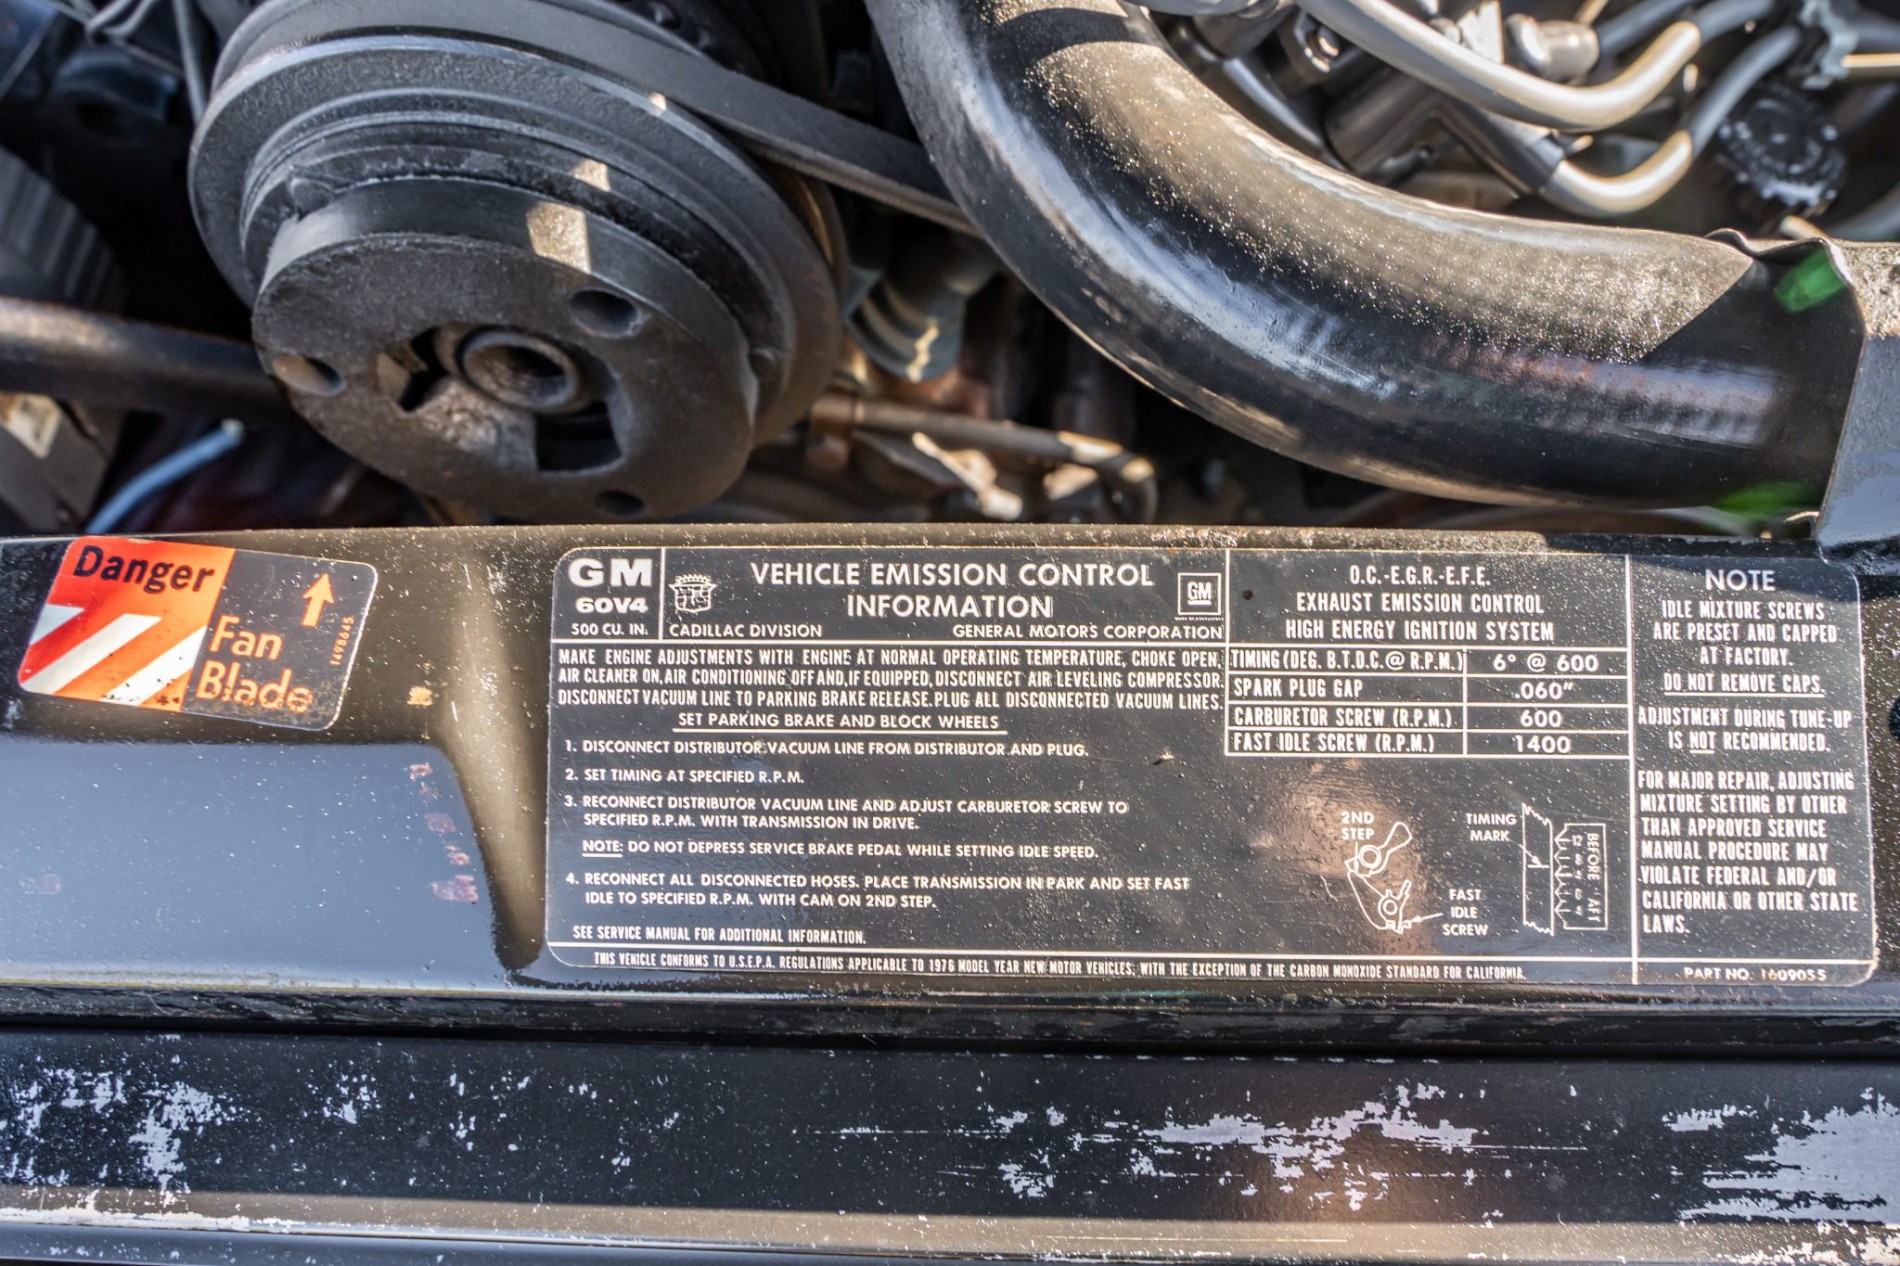 Danger
Fan
Blade
1498645
GM
60V4
500 CU. IN.
VEHICLE EMISSION CONTROL
INFORMATION
GM
CADILLAC DIVISION
GENERAL MOTORS CORPORATION
MAKE ENGINE ADJUSTMENTS WITH ENGINE AT NORMAL OPERATING TEMPERATURE, CHOKE OPEN,
AIR CLEANER ON, AIR CONDITIONING OFF AND, IF EQUIPPED, DISCONNECT AIR LEVELING COMPRESSOR.
DISCONNECT VACUUM LINE TO PARKING BRAKE RELEASE. PLUG ALL DISCONNECTED VACUUM LINES.
SET PARKING BRAKE AND BLOCK WHEELS
1. DISCONNECT DISTRIBUTOR VACUUM LINE FROM DISTRIBUTOR AND PLUG.
2. SET TIMING AT SPECIFIED R.P.M.
3. RECONNECT DISTRIBUTOR VACUUM LINE AND ADJUST CARBURETOR SCREW TO
SPECIFIED R.P.M. WITH TRANSMISSION IN DRIVE.
NOTE: DO NOT DEPRESS SERVICE BRAKE PEDAL WHILE SETTING IDLE SPEED.
4. RECONNECT ALL DISCONNECTED HOSES. PLACE TRANSMISSION IN PARK AND SET FAST
IDLE TO SPECIFIED R.P.M. WITH CAM ON 2ND STEP.
SEE SERVICE MANUAL FOR ADDITIONAL INFORMATION.
O.C.-E.G.R.-E.F.E.
EXHAUST EMISSION CONTROL
HIGH ENERGY IGNITION SYSTEM
TIMING (DEG. B.T.D.C. @ R.P.M.) 6° @ 600
SPARK PLUG GAP .060"
CARBURETOR SCREW (R.P.M.) 600
FAST IDLE SCREW (R.P.M.) 1400
2ND
STEP
FAST
IDLE
SCREW
TIMING
MARK
12 8 4 0 4
BEFORE AFT
NOTE
IDLE MIXTURE SCREWS
ARE PRESET AND CAPPED
AT FACTORY.
DO NOT REMOVE CAPS.
ADJUSTMENT DURING TUNE-UP
IS NOT RECOMMENDED.
FOR MAJOR REPAIR, ADJUSTING
MIXTURE SETTING BY OTHER
THAN APPROVED SERVICE
MANUAL PROCEDURE MAY
VIOLATE FEDERAL AND/OR
CALIFORNIA OR OTHER STATE
LAWS.
THIS VEHICLE CONFORMS TO U.S.E.P.A. REGULATIONS APPLICABLE TO 1976 MODEL YEAR NEW MOTOR VEHICLES; WITH THE EXCEPTION OF THE CARBON MONOXIDE STANDARD FOR CALIFORNIA.
PART NO. 1609055